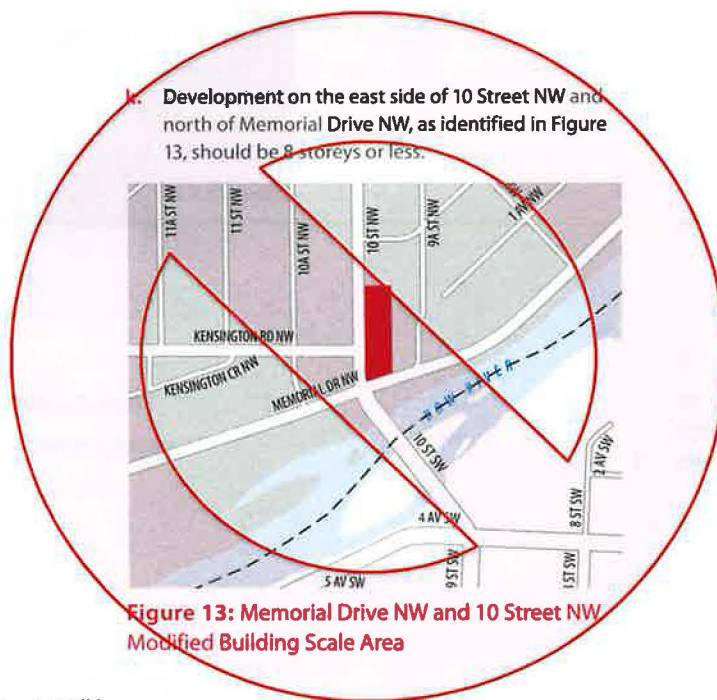 k. Development on the east side of 10 Street NW and
north of Memorial Drive NW, as identified in Figure
13, should be 8 storeys or less.
11A ST NW
11 ST NW
10A ST NW
10 ST NW
9A ST NW
1 AV NW
KENSINGTON RD NW
KENSINGTON CR NW
MEMORIAL DR NW
BOW RIVER
10 ST SW
2 AV SW
8 ST SW
4 AV SW
9 ST SW
5 AV SW
Figure 13: Memorial Drive NW and 10 Street NW
Modified Building Scale Area